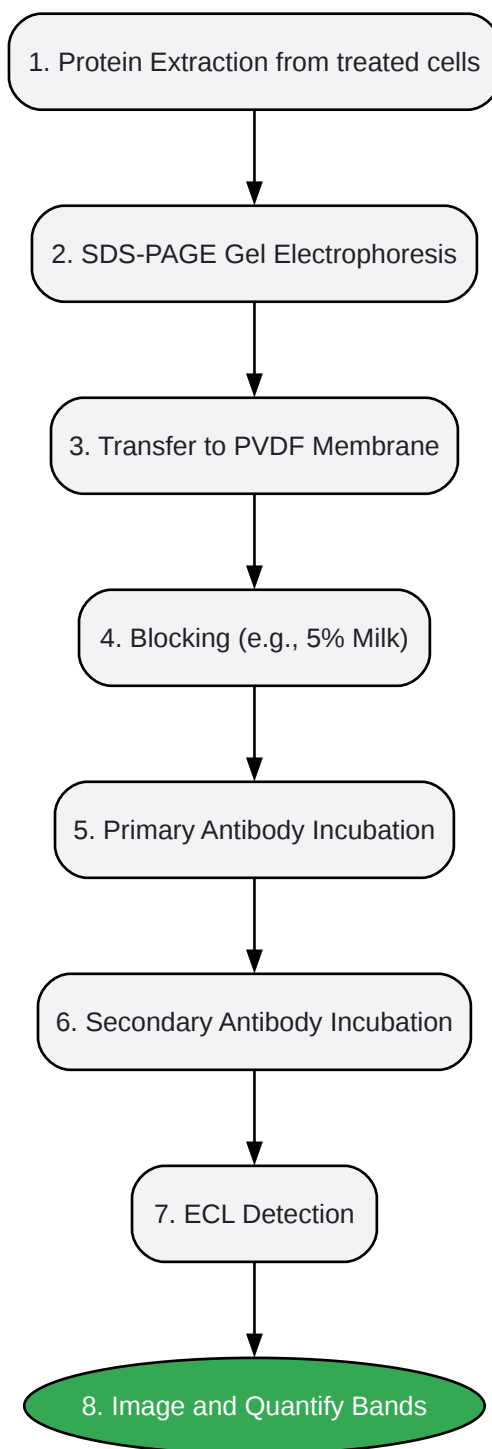 1. Protein Extraction from treated cells
2. SDS-PAGE Gel Electrophoresis
3. Transfer to PVDF Membrane
4. Blocking (e.g., 5% Milk)
5. Primary Antibody Incubation
6. Secondary Antibody Incubation
7. ECL Detection
8. Image and Quantify Bands